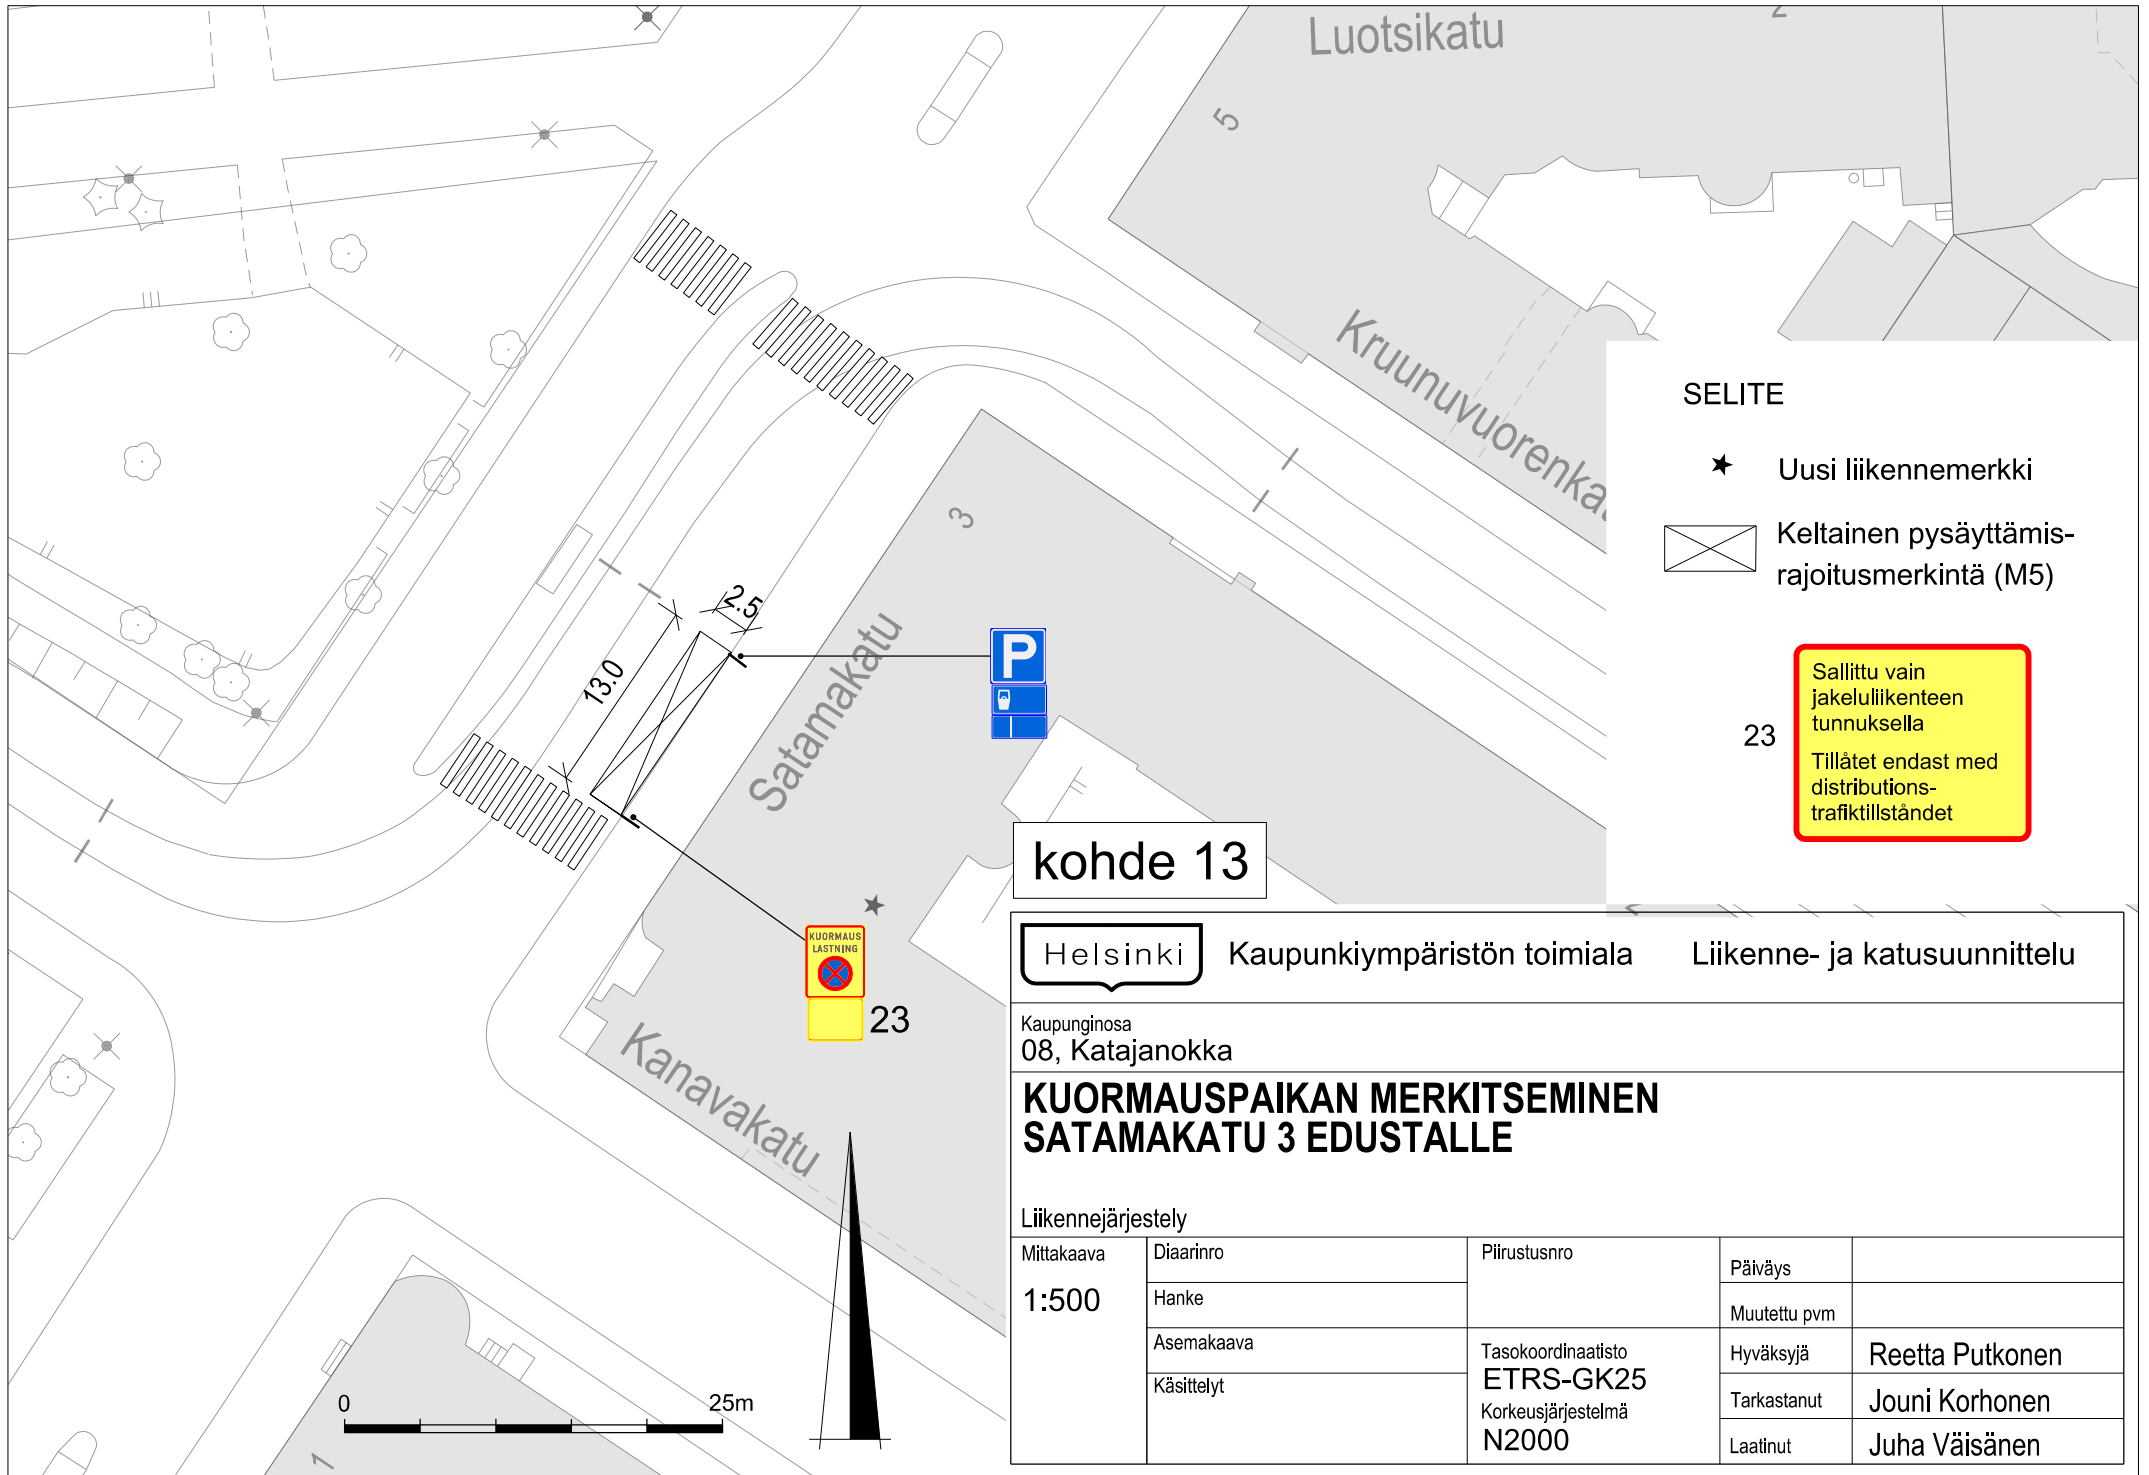 Luotsikatu
2
5
Kruunuvuorenka
3
Satamakatu
2.5
13.0
P
SELITE
Uusi liikennemerkki
Keltainen pysäyttämis-
rajoitusmerkintä (M5)
23
Sallittu vain
jakeluliikenteen
tunnuksella
Tillåtet endast med
distributions-
trafiktillståndet
kohde 13
KUORMAUS
LASTNING
23
Kanavakatu
1
0
25m
Helsinki
Kaupunkiympäristön toimiala
Liikenne- ja katusuunnittelu
Kaupunginosa
08, Katajanokka
KUORMAUSPAIKAN MERKITSEMINEN
SATAMAKATU 3 EDUSTALLE
Liikennejärjestely
Mittakaava
1:500
Diaarinro
Hanke
Asemakaava
Käsittelyt
Piirustusnro
Tasokoordinaatisto
ETRS-GK25
Korkeusjärjestelmä
N2000
Päiväys
Muutettu pvm
Hyväksyjä
Reetta Putkonen
Tarkastanut
Jouni Korhonen
Laatinut
Juha Väisänen